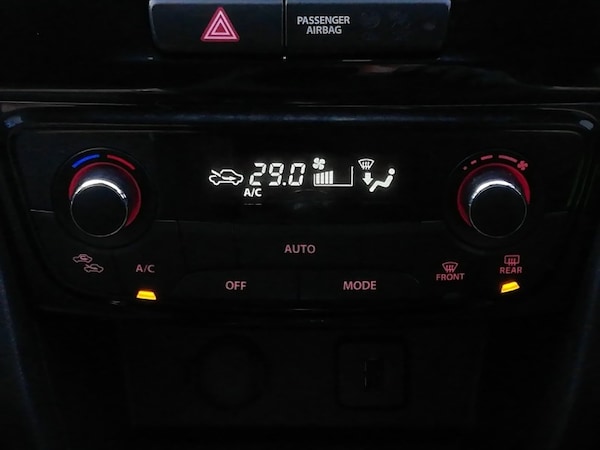 PASSENGER
AIRBAG
29.0
A/C
AUTO
A/C
OFF
MODE
FRONT
REAR